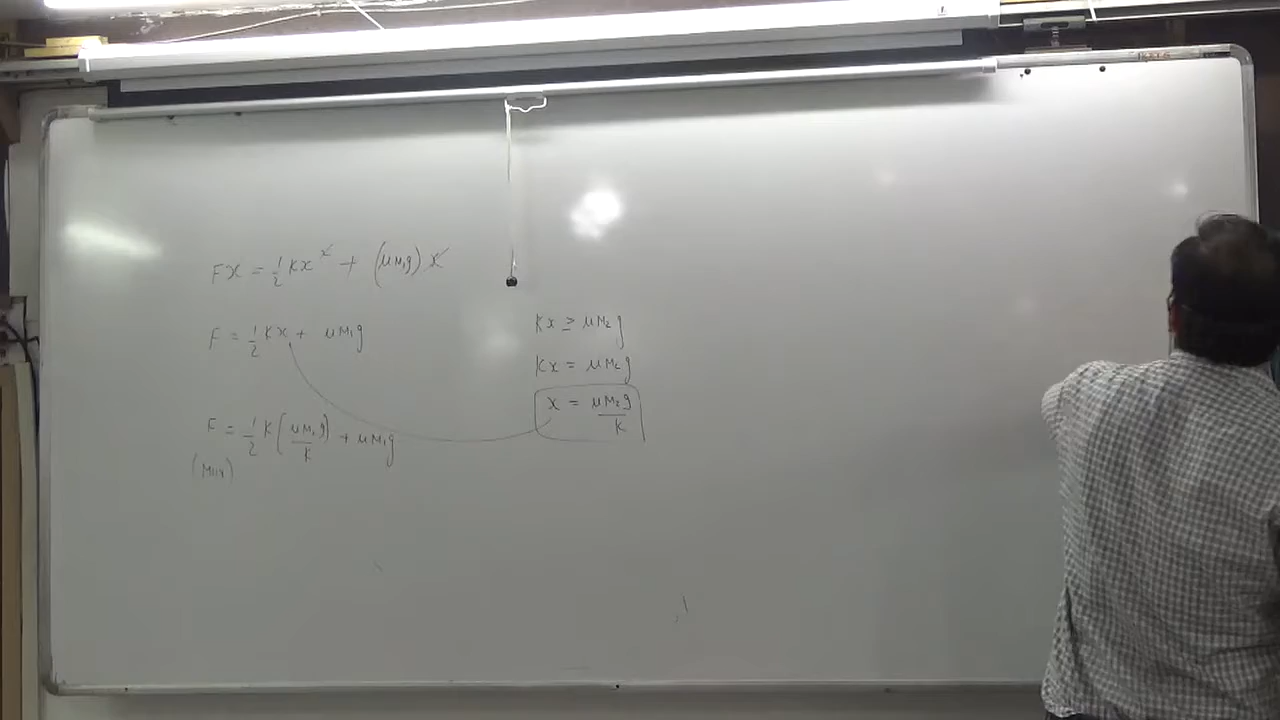 Fx = 1/2 Kx² + (μM₁g) x
F = 1/2 Kx + μM₁g
F = 1/2 K (μM₁g/K) + μM₁g
(Min)
Kx ≥ μM₂g
Kx = μM₂g
x = μM₂g/K